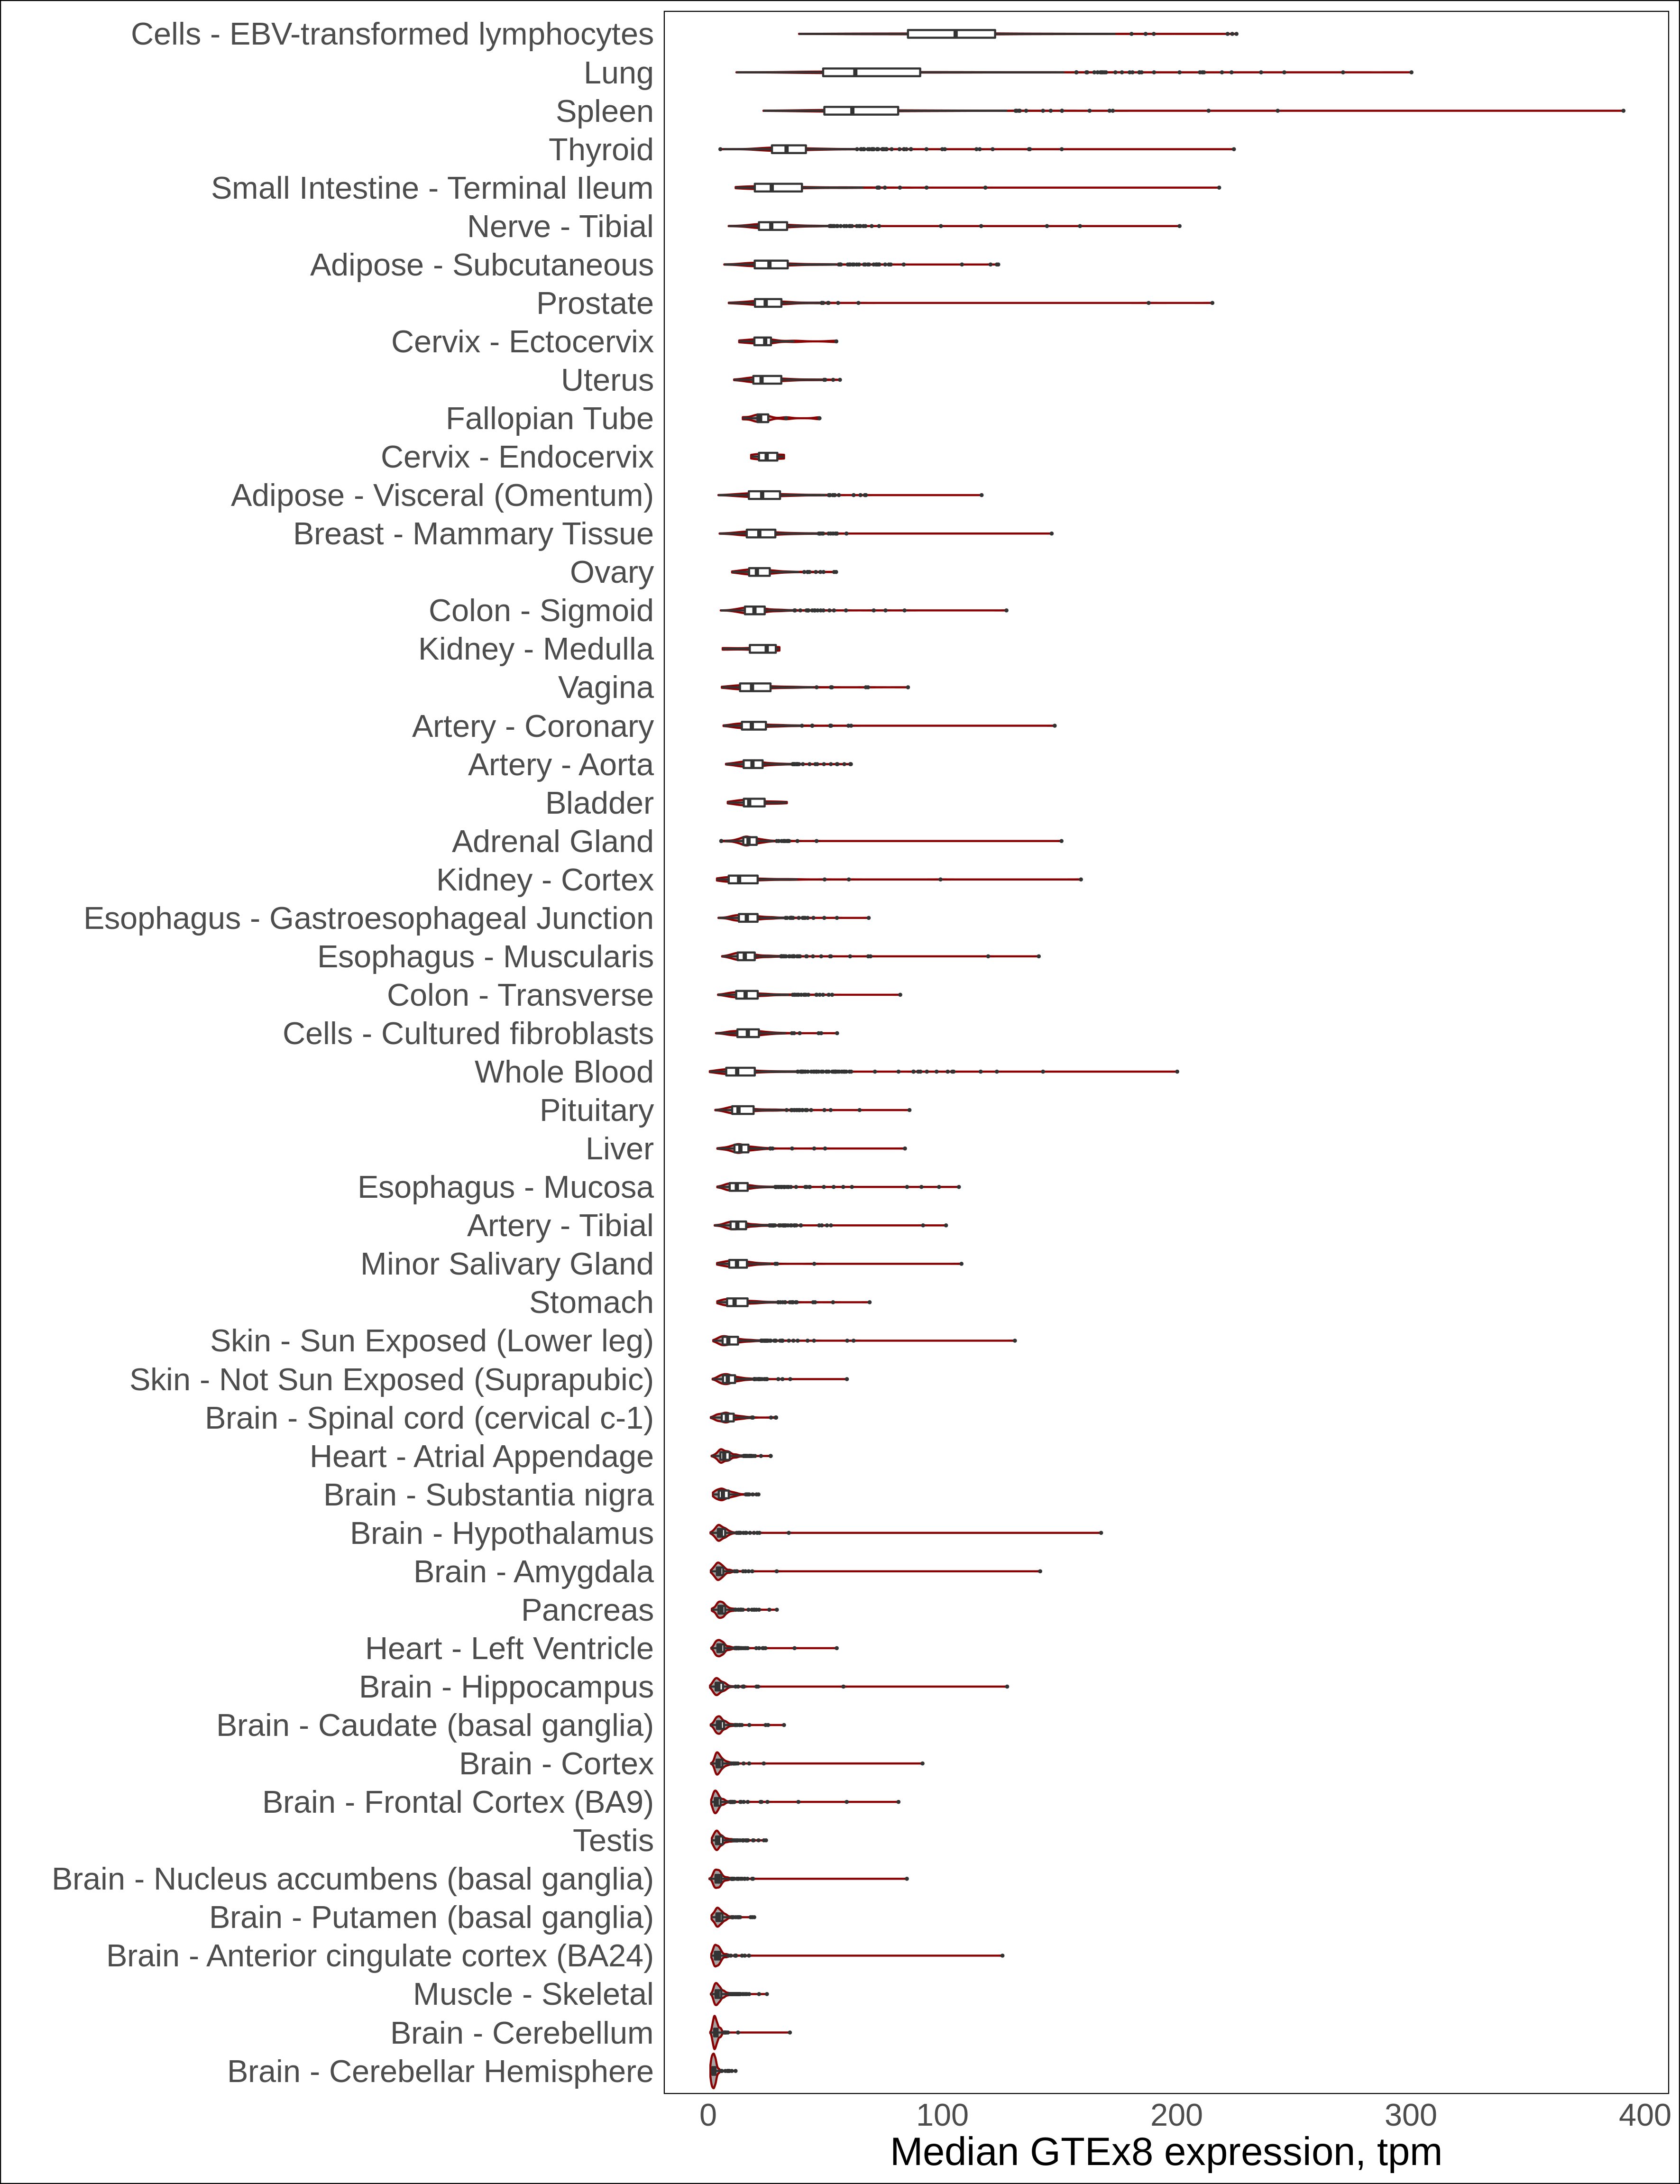 Cells - EBV-transformed lymphocytes
Lung
Spleen
Thyroid
Small Intestine - Terminal Ileum
Nerve - Tibial
Adipose - Subcutaneous
Prostate
Cervix - Ectocervix
Uterus
Fallopian Tube
Cervix - Endocervix
Adipose - Visceral (Omentum)
Breast - Mammary Tissue
Ovary
Colon - Sigmoid
Kidney - Medulla
Vagina
Artery - Coronary
Artery - Aorta
Bladder
Adrenal Gland
Kidney - Cortex
Esophagus - Gastroesophageal Junction
Esophagus - Muscularis
Colon - Transverse
Cells - Cultured fibroblasts
Whole Blood
Pituitary
Liver
Esophagus - Mucosa
Artery - Tibial
Minor Salivary Gland
Stomach
Skin - Sun Exposed (Lower leg)
Skin - Not Sun Exposed (Suprapubic)
Brain - Spinal cord (cervical c-1)
Heart - Atrial Appendage
Brain - Substantia nigra
Brain - Hypothalamus
Brain - Amygdala
Pancreas
Heart - Left Ventricle
Brain - Hippocampus
Brain - Caudate (basal ganglia)
Brain - Cortex
Brain - Frontal Cortex (BA9)
Testis
Brain - Nucleus accumbens (basal ganglia)
Brain - Putamen (basal ganglia)
Brain - Anterior cingulate cortex (BA24)
Muscle - Skeletal
Brain - Cerebellum
Brain - Cerebellar Hemisphere
0 100 200 300 400
Median GTEx8 expression, tpm